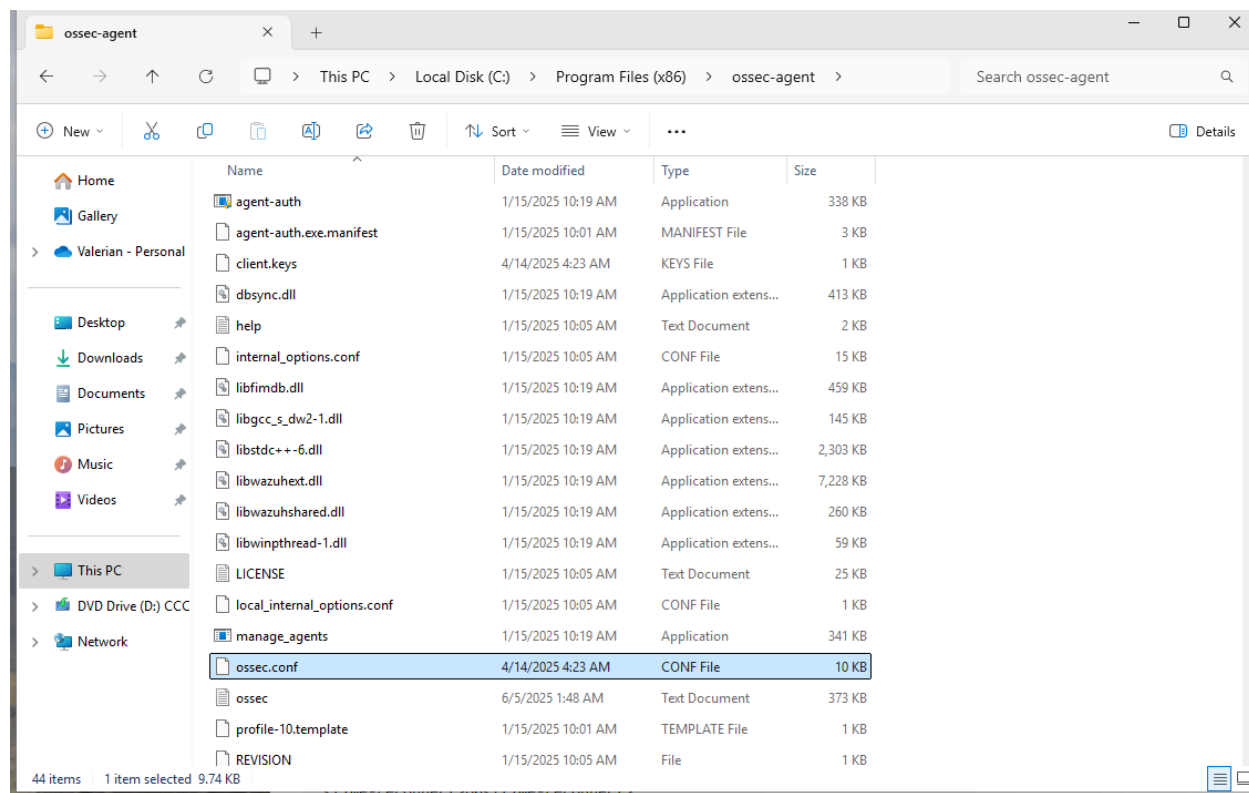 ossec-agent
This PC > Local Disk (C:) > Program Files (x86) > ossec-agent >
Search ossec-agent
New
Sort
View
Details
Home
Gallery
Valerian - Personal
Desktop
Downloads
Documents
Pictures
Music
Videos
This PC
DVD Drive (D:) CCC
Network
Name Date modified Type Size
agent-auth 1/15/2025 10:19 AM Application 338 KB
agent-auth.exe.manifest 1/15/2025 10:01 AM MANIFEST File 3 KB
client.keys 4/14/2025 4:23 AM KEYS File 1 KB
dbsync.dll 1/15/2025 10:19 AM Application extens... 413 KB
help 1/15/2025 10:05 AM Text Document 2 KB
internal_options.conf 1/15/2025 10:05 AM CONF File 15 KB
libfimdb.dll 1/15/2025 10:19 AM Application extens... 459 KB
libgcc_s_dw2-1.dll 1/15/2025 10:19 AM Application extens... 145 KB
libstdc++-6.dll 1/15/2025 10:19 AM Application extens... 2,303 KB
libwazuhext.dll 1/15/2025 10:19 AM Application extens... 7,228 KB
libwazuhshared.dll 1/15/2025 10:19 AM Application extens... 260 KB
libwinpthread-1.dll 1/15/2025 10:19 AM Application extens... 59 KB
LICENSE 1/15/2025 10:05 AM Text Document 25 KB
local_internal_options.conf 1/15/2025 10:05 AM CONF File 1 KB
manage_agents 1/15/2025 10:19 AM Application 341 KB
ossec.conf 4/14/2025 4:23 AM CONF File 10 KB
ossec 6/5/2025 1:48 AM Text Document 373 KB
profile-10.template 1/15/2025 10:01 AM TEMPLATE File 1 KB
REVISION 1/15/2025 10:05 AM File 1 KB
44 items 1 item selected 9.74 KB